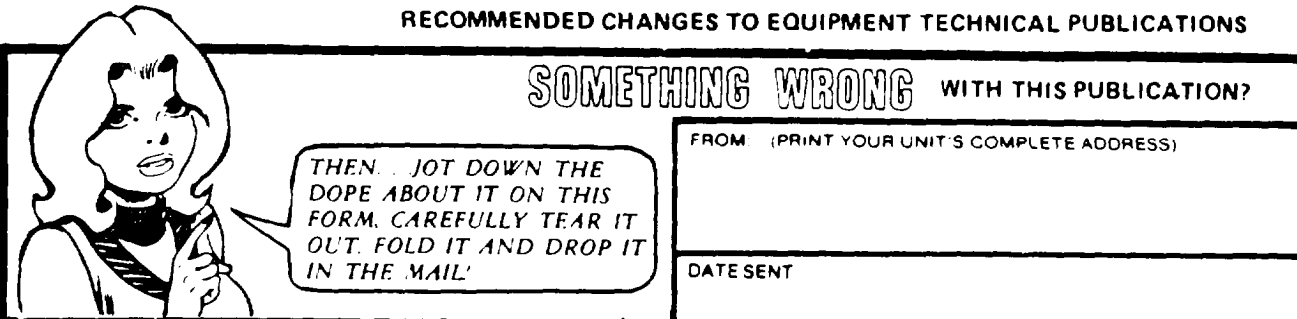 RECOMMENDED CHANGES TO EQUIPMENT TECHNICAL PUBLICATIONS
SOMETHING WRONG WITH THIS PUBLICATION?
THEN. . JOT DOWN THE
DOPE ABOUT IT ON THIS
FORM, CAREFULLY TEAR IT
OUT, FOLD IT AND DROP IT
IN THE MAIL!
FROM: (PRINT YOUR UNIT'S COMPLETE ADDRESS)
DATE SENT